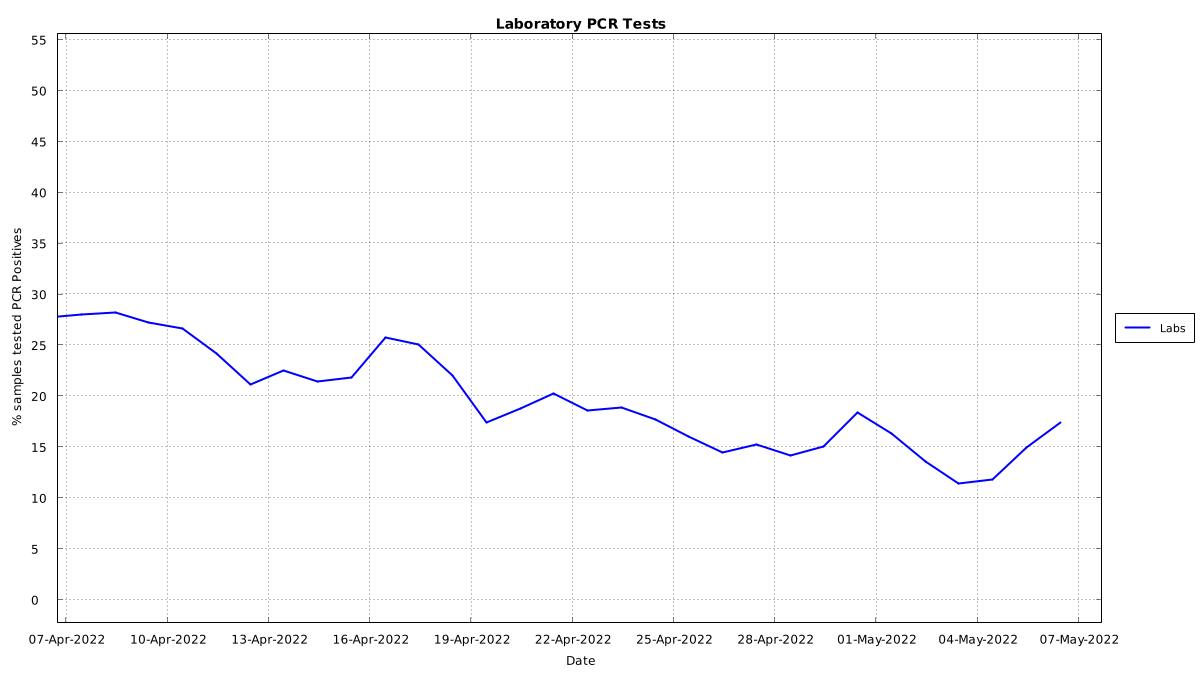 Laboratory PCR Tests
55
50
45
40
35
30
25
20
15
10
5
0
% samples tested PCR Positives
Labs
07-Apr-2022 10-Apr-2022 13-Apr-2022 16-Apr-2022 19-Apr-2022 22-Apr-2022 25-Apr-2022 28-Apr-2022 01-May-2022 04-May-2022 07-May-2022
Date